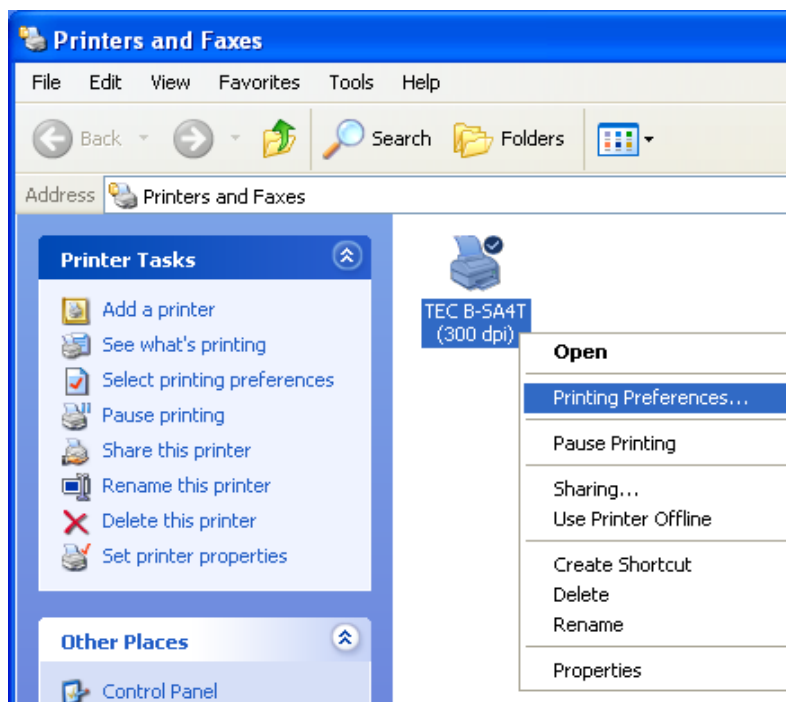 Printers and Faxes
File Edit View Favorites Tools Help
Back Search Folders
Address Printers and Faxes
Printer Tasks
Add a printer
See what's printing
Select printing preferences
Pause printing
Share this printer
Rename this printer
Delete this printer
Set printer properties
Other Places
Control Panel
TEC B-SA4T
(300 dpi)
Open
Printing Preferences...
Pause Printing
Sharing...
Use Printer Offline
Create Shortcut
Delete
Rename
Properties